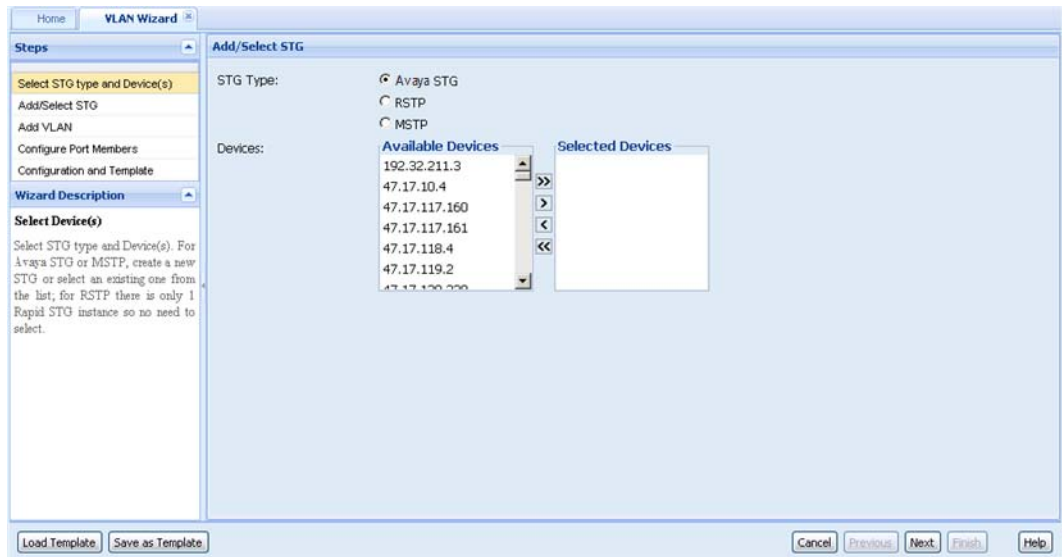 Home
VLAN Wizard
Steps
Select STG type and Device(s)
Add/Select STG
Add VLAN
Configure Port Members
Configuration and Template
Wizard Description
Select Device(s)
Select STG type and Device(s). For
Avaya STG or MSTP, create a new
STG or select an existing one from
the list; for RSTP there is only 1
Rapid STG instance so no need to
select.
Add/Select STG
STG Type:
Avaya STG
RSTP
MSTP
Devices:
Available Devices
192.32.211.3
47.17.10.4
47.17.117.160
47.17.117.161
47.17.118.4
47.17.119.2
Selected Devices
>>
>
<
<<
Load Template
Save as Template
Cancel
Previous
Next
Finish
Help